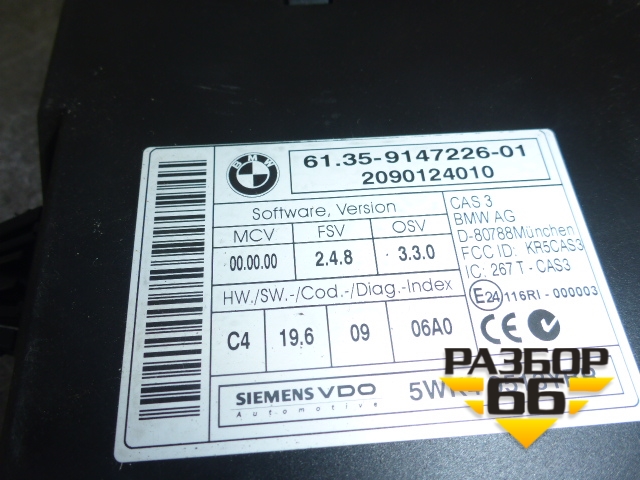 BMW
61.35-9147226-01
2090124010
Software, Version
MCV FSV OSV
00.00.00 2.4.8 3.3.0
HW./SW.-/Cod.-/Diag.-Index
C4 19.6 09 06A0
CAS 3
BMW AG
D-80788München
FCC ID: KR5CAS3
IC: 267 T - CAS3
E24 116RI - 000003
CE
SIEMENS VDO
Automotive
РАЗБОР
66